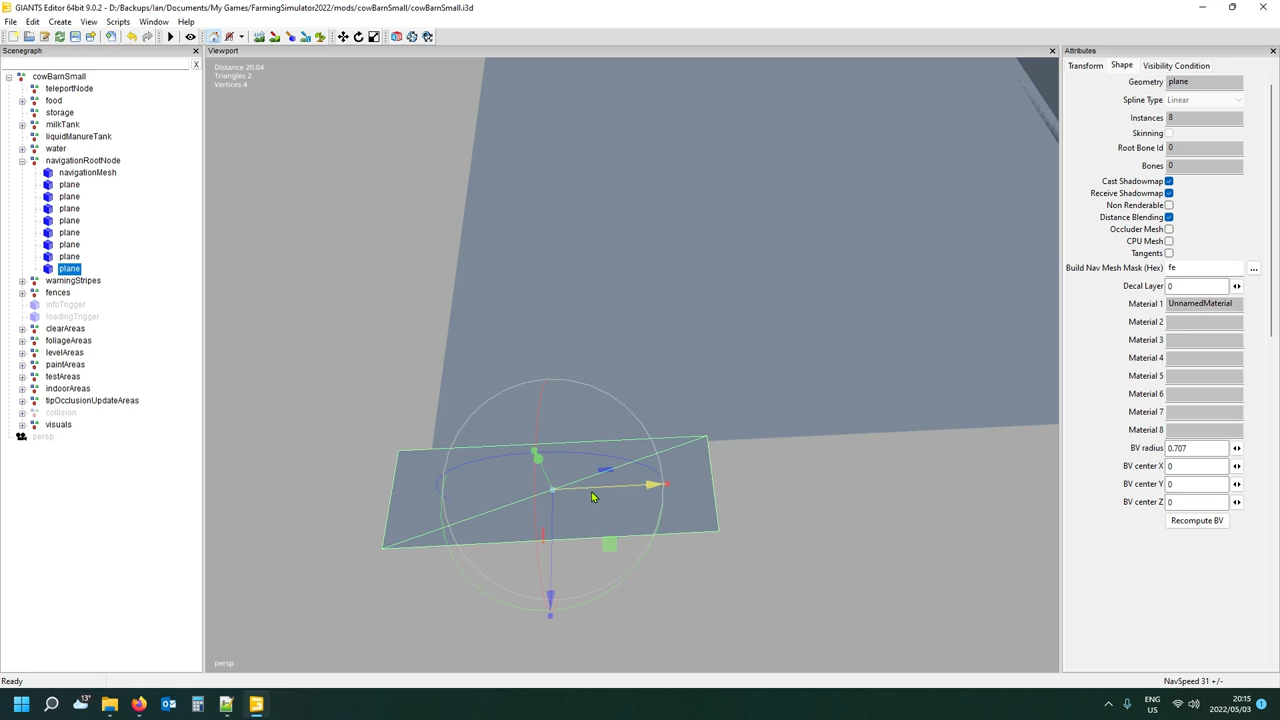 GIANTS Editor 64bit 9.0.2 - D:/Backups/Ian/Documents/My Games/FarmingSimulator2022/mods/cowBarnSmall/cowBarnSmall.i3d
File Edit Create View Scripts Window Help
Scenegraph
X
cowBarnSmall
teleportNode
food
storage
milkTank
liquidManureTank
water
navigationRootNode
navigationMesh
plane
plane
plane
plane
plane
plane
plane
plane
warningStripes
fences
infoTrigger
loadingTrigger
clearAreas
foliageAreas
levelAreas
paintAreas
testAreas
indoorAreas
tipOcclusionUpdateAreas
collision
visuals
persp
Viewport
Distance 20.04
Triangles 2
Vertices 4
persp
Attributes
Transform Shape Visibility Condition
Geometry plane
Spline Type Linear
Instances 8
Skinning
Root Bone Id 0
Bones 0
Cast Shadowmap
Receive Shadowmap
Non Renderable
Distance Blending
Occluder Mesh
CPU Mesh
Tangents
Build Nav Mesh Mask (Hex) fe ...
Decal Layer 0
Material 1 UnnamedMaterial
Material 2
Material 3
Material 4
Material 5
Material 6
Material 7
Material 8
BV radius 0.707
BV center X 0
BV center Y 0
BV center Z 0
Recompute BV
Ready
NavSpeed 31 +/-
13°
ENG
US
20:15
2022/05/03
1